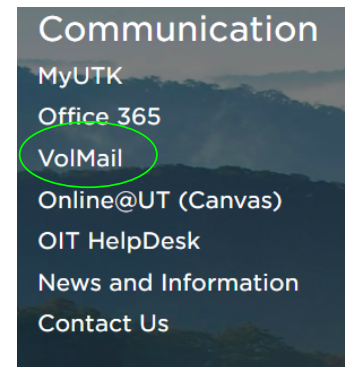 Communication
MyUTK
Office 365
VolMail
Online@UT (Canvas)
OIT HelpDesk
News and Information
Contact Us